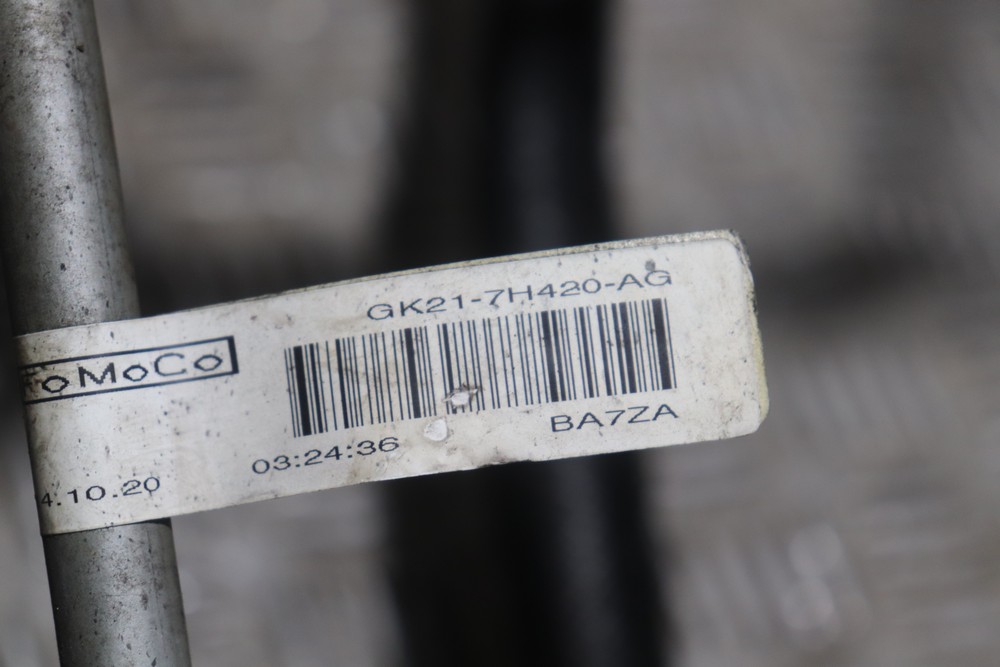 GK21-7H420-AG
FoMoCo
03:24:36
BA7ZA
4.10.20